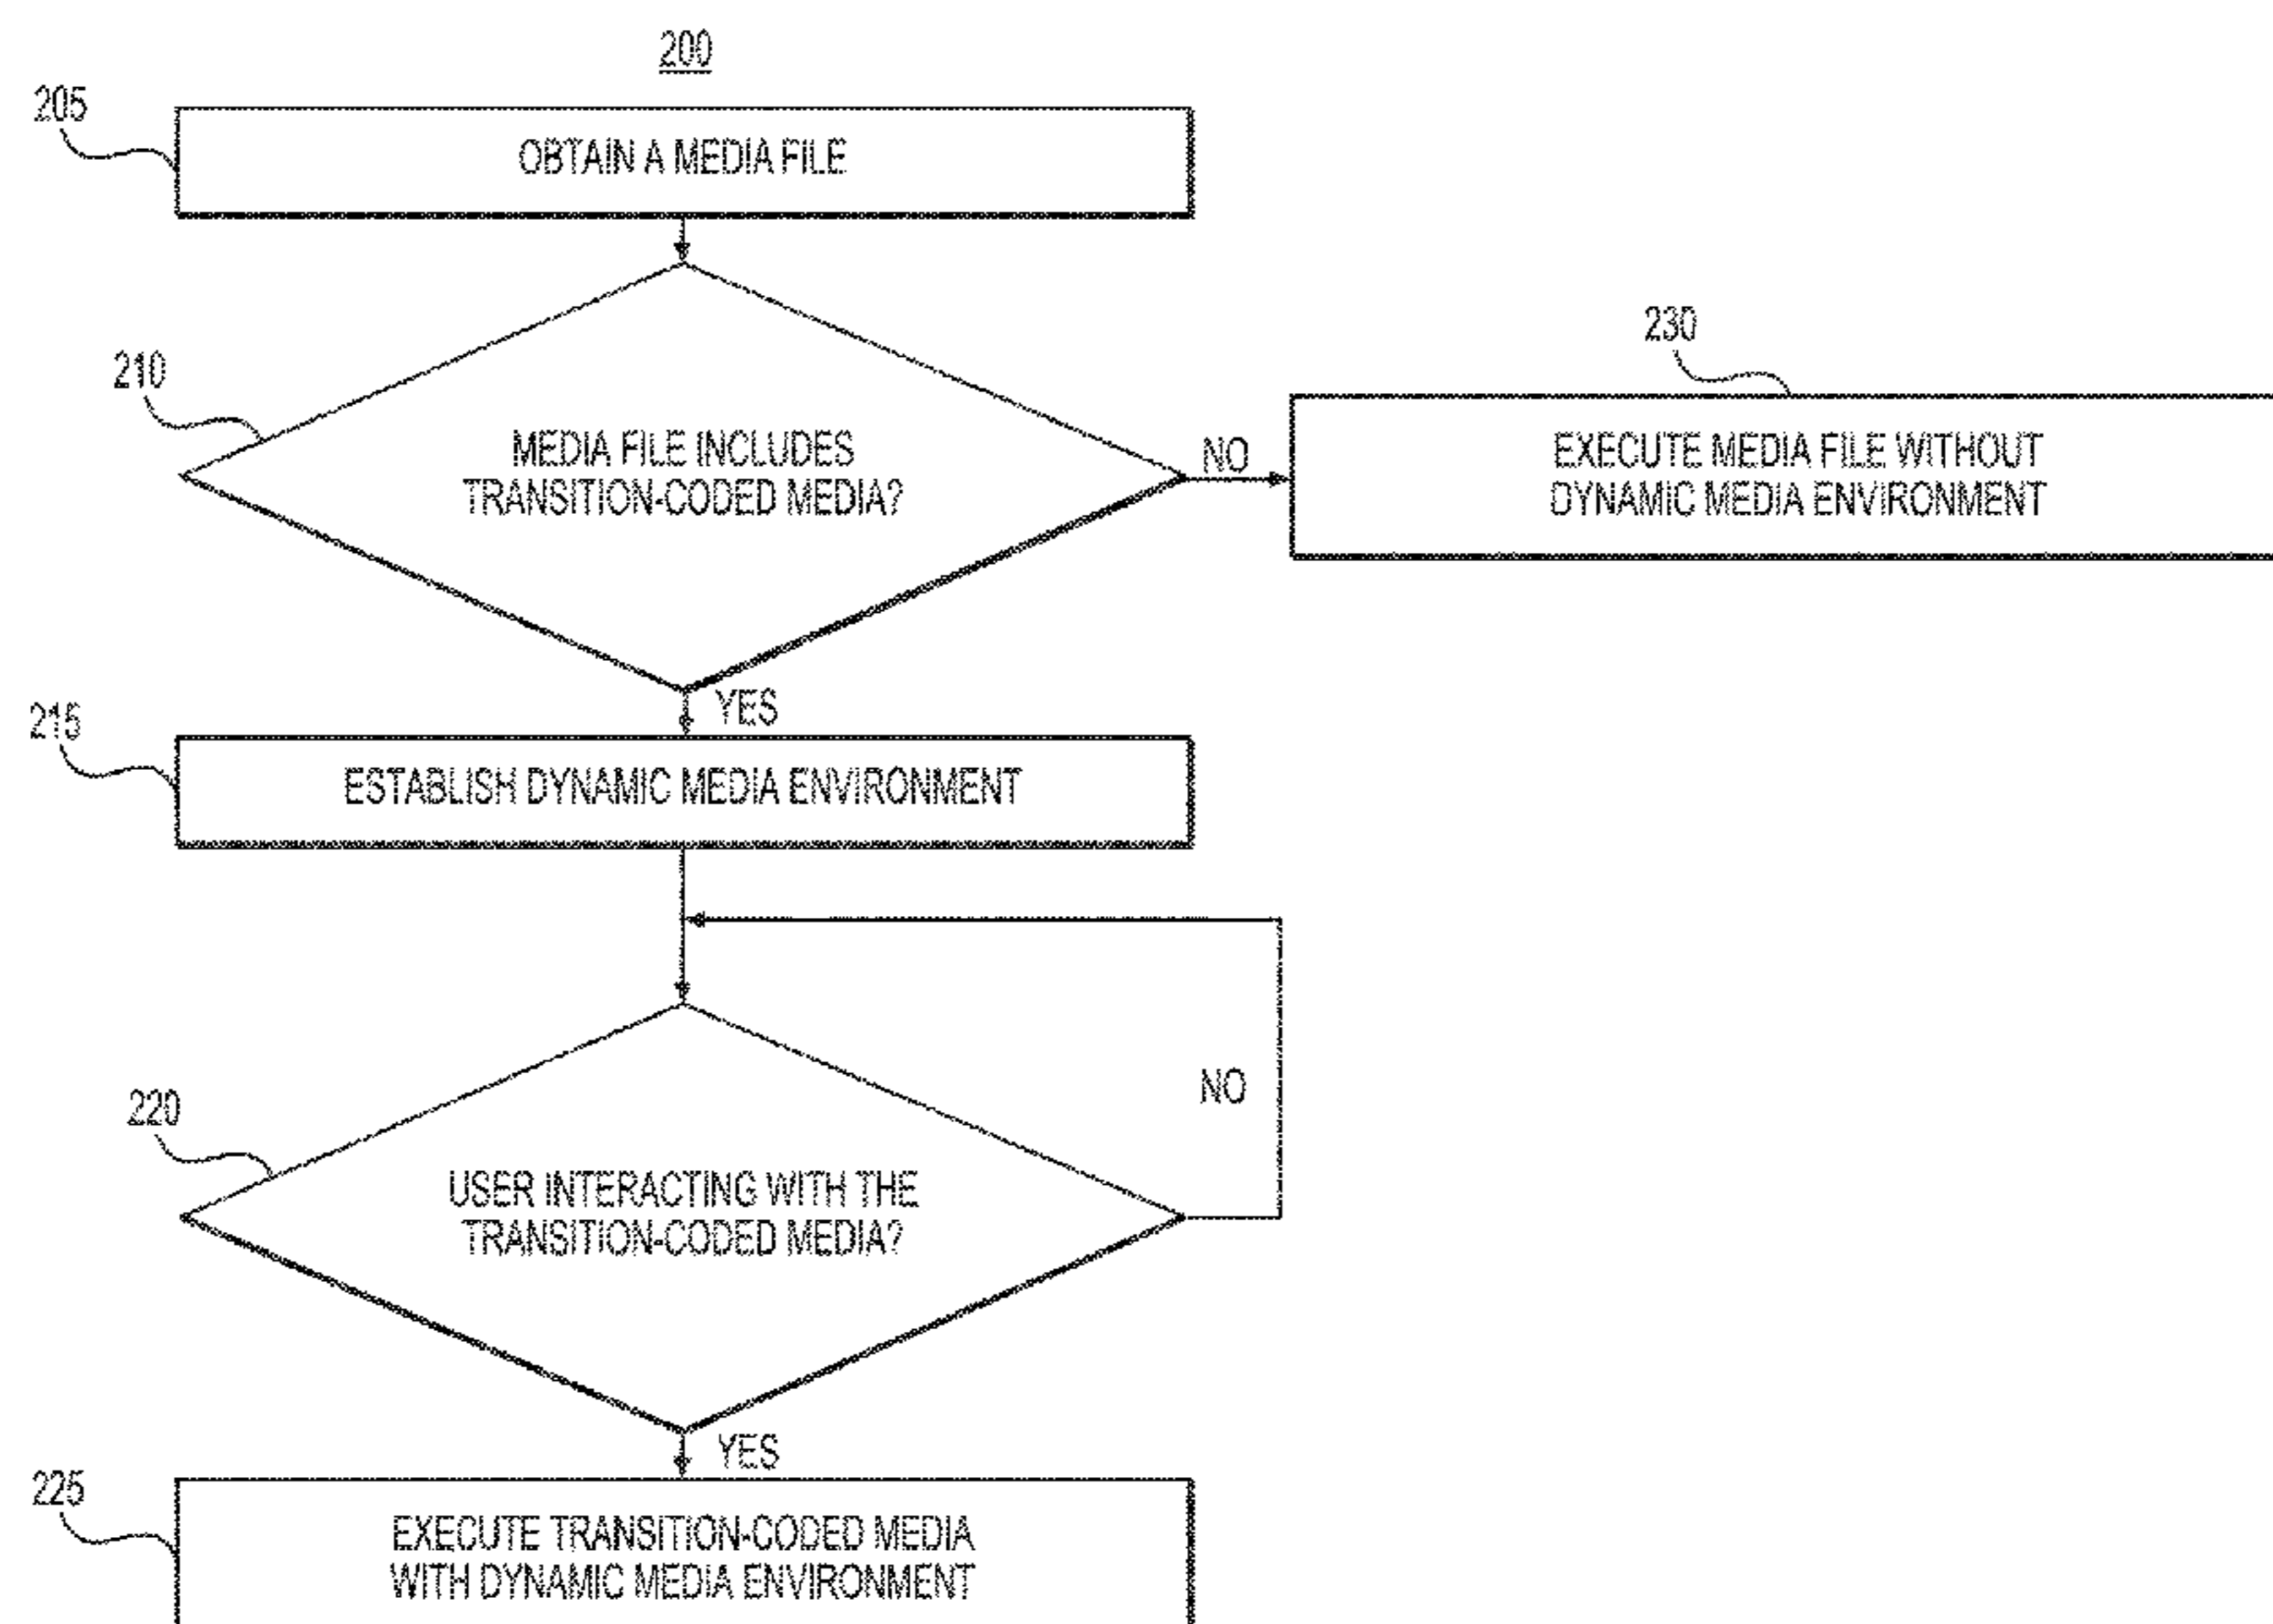 200
205
OBTAIN A MEDIA FILE
210
MEDIA FILE INCLUDES
TRANSITION-CODED MEDIA?
NO
230
EXECUTE MEDIA FILE WITHOUT
DYNAMIC MEDIA ENVIRONMENT
YES
215
ESTABLISH DYNAMIC MEDIA ENVIRONMENT
220
USER INTERACTING WITH THE
TRANSITION-CODED MEDIA?
NO
YES
225
EXECUTE TRANSITION-CODED MEDIA
WITH DYNAMIC MEDIA ENVIRONMENT